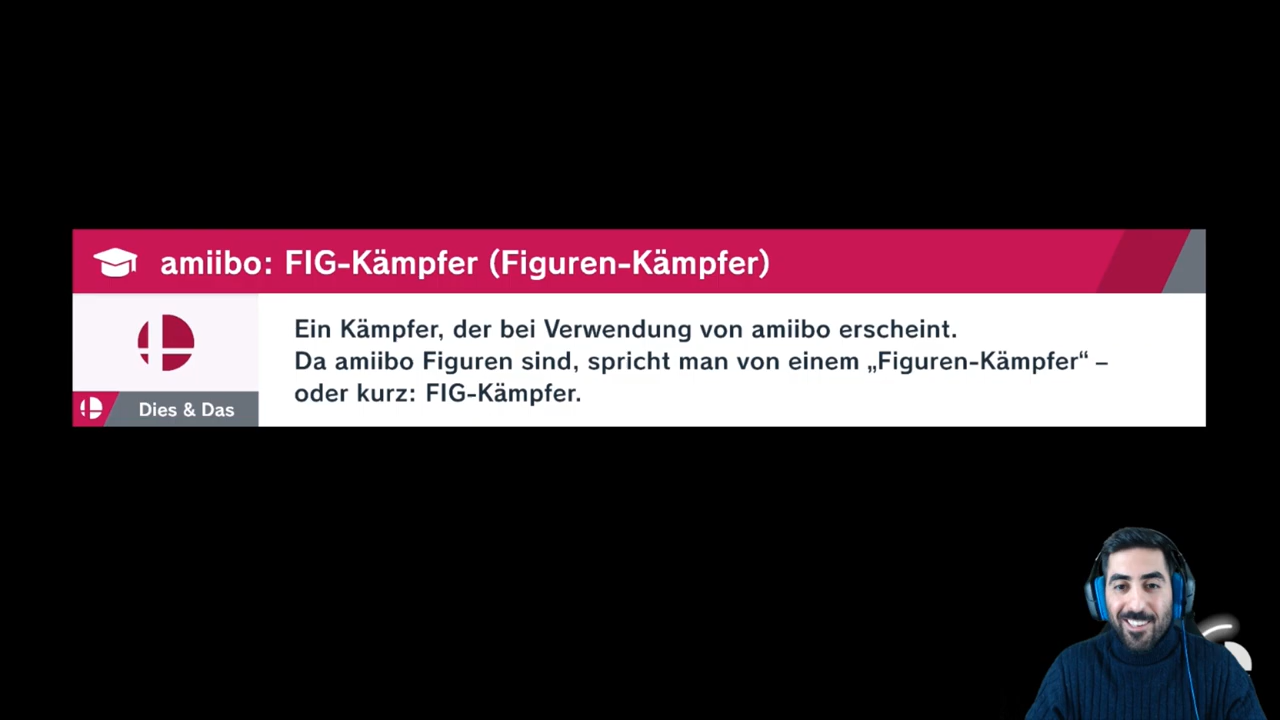 amiibo: FIG-Kämpfer (Figuren-Kämpfer)
Ein Kämpfer, der bei Verwendung von amiibo erscheint.
Da amiibo Figuren sind, spricht man von einem „Figuren-Kämpfer“ –
oder kurz: FIG-Kämpfer.
Dies & Das